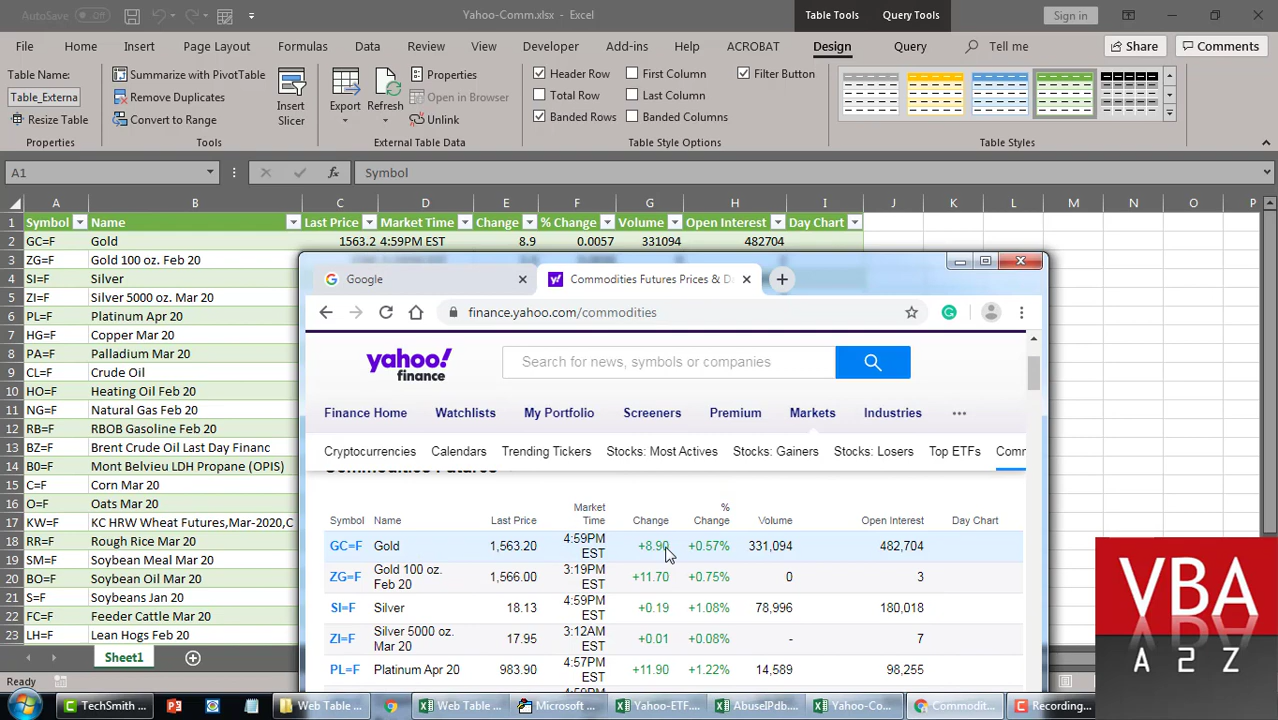 AutoSave Off
Yahoo-Comm.xlsx - Excel
Table Tools Query Tools
Sign in
File Home Insert Page Layout Formulas Data Review View Developer Add-ins Help ACROBAT Design Query Tell me Share Comments
Table Name:
Table_Externa
Resize Table
Properties
Summarize with PivotTable
Remove Duplicates
Convert to Range
Tools
Insert Slicer
Export
Refresh
Properties
Open in Browser
Unlink
External Table Data
Header Row First Column Filter Button
Total Row Last Column
Banded Rows Banded Columns
Table Style Options
Table Styles
A1 fx Symbol
A B C D E F G H I J K L M N O P
1 Symbol Name Last Price Market Time Change % Change Volume Open Interest Day Chart
2 GC=F Gold 1563.2 4:59PM EST 8.9 0.0057 331094 482704
3 ZG=F Gold 100 oz. Feb 20
4 SI=F Silver
5 ZI=F Silver 5000 oz. Mar 20
6 PL=F Platinum Apr 20
7 HG=F Copper Mar 20
8 PA=F Palladium Mar 20
9 CL=F Crude Oil
10 HO=F Heating Oil Feb 20
11 NG=F Natural Gas Feb 20
12 RB=F RBOB Gasoline Feb 20
13 BZ=F Brent Crude Oil Last Day Financ
14 B0=F Mont Belvieu LDH Propane (OPIS)
15 C=F Corn Mar 20
16 O=F Oats Mar 20
17 KW=F KC HRW Wheat Futures,Mar-2020,C
18 RR=F Rough Rice Mar 20
19 SM=F Soybean Meal Mar 20
20 BO=F Soybean Oil Mar 20
21 S=F Soybeans Jan 20
22 FC=F Feeder Cattle Mar 20
23 LH=F Lean Hogs Feb 20
Sheet1
Ready
Google
Commodities Futures Prices & D
finance.yahoo.com/commodities
yahoo!
finance
Search for news, symbols or companies
Finance Home Watchlists My Portfolio Screeners Premium Markets Industries
Cryptocurrencies Calendars Trending Tickers Stocks: Most Actives Stocks: Gainers Stocks: Losers Top ETFs Comm
Commodities Futures
Symbol Name Last Price Market Time Change % Change Volume Open Interest Day Chart
GC=F Gold 1,563.20 4:59PM EST +8.90 +0.57% 331,094 482,704
ZG=F Gold 100 oz. Feb 20 1,566.00 3:19PM EST +11.70 +0.75% 0 3
SI=F Silver 18.13 4:59PM EST +0.19 +1.08% 78,996 180,018
ZI=F Silver 5000 oz. Mar 20 17.95 3:12AM EST +0.01 +0.08% - 7
PL=F Platinum Apr 20 983.90 4:57PM EST +11.90 +1.22% 14,589 98,255
VBA
A 2 Z
TechSmith ... Web Table ... Web Table ... Microsoft ... Yahoo-ETF.... AbuseIPdb.... Yahoo-Co... Commodit... Recording...